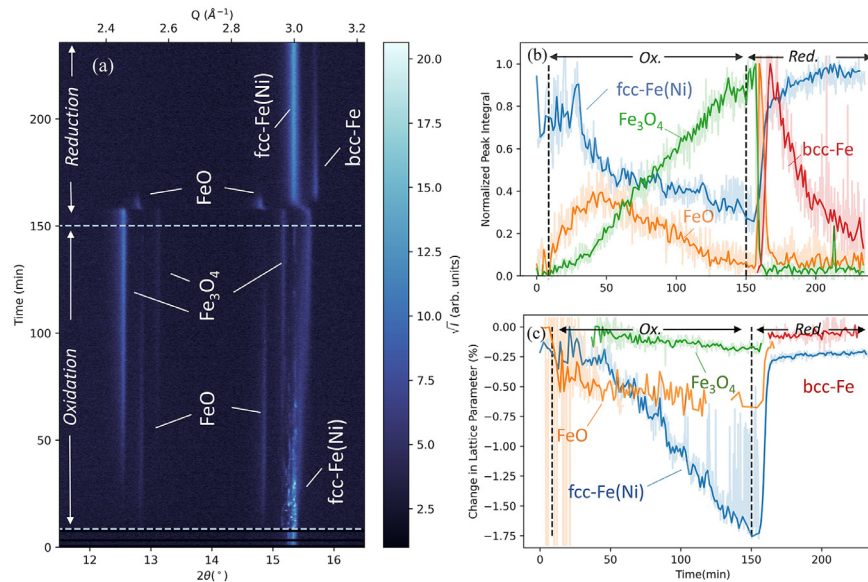 Q (Å⁻¹)
2.4 2.6 2.8 3.0 3.2
(a)
Reduction
Oxidation
FeO
fcc-Fe(Ni)
bcc-Fe
Fe₃O₄
FeO
fcc-Fe(Ni)
200
150
100
50
0
Time (min)
12 13 14 15 16
2θ(°)
20.0
17.5
15.0
12.5
10.0
7.5
5.0
2.5
√I (arb. units)
(b)
Ox.
Red.
fcc-Fe(Ni)
Fe₃O₄
bcc-Fe
FeO
1.0
0.8
0.6
0.4
0.2
0.0
Normalized Peak Integral
0 50 100 150 200
(c)
Ox.
Red.
Fe₃O₄
FeO
bcc-Fe
fcc-Fe(Ni)
0.00
−0.25
−0.50
−0.75
−1.00
−1.25
−1.50
−1.75
Change in Lattice Parameter (%)
0 50 100 150 200
Time(min)